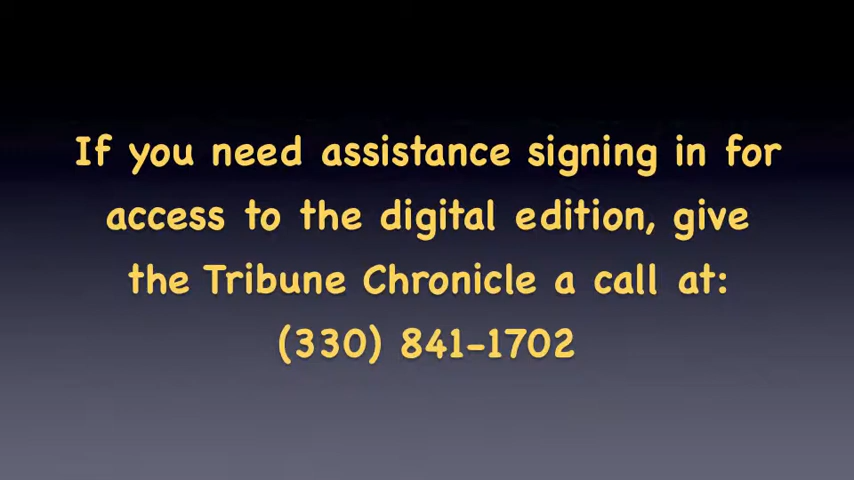 If you need assistance signing in for
access to the digital edition, give
the Tribune Chronicle a call at:
(330) 841-1702